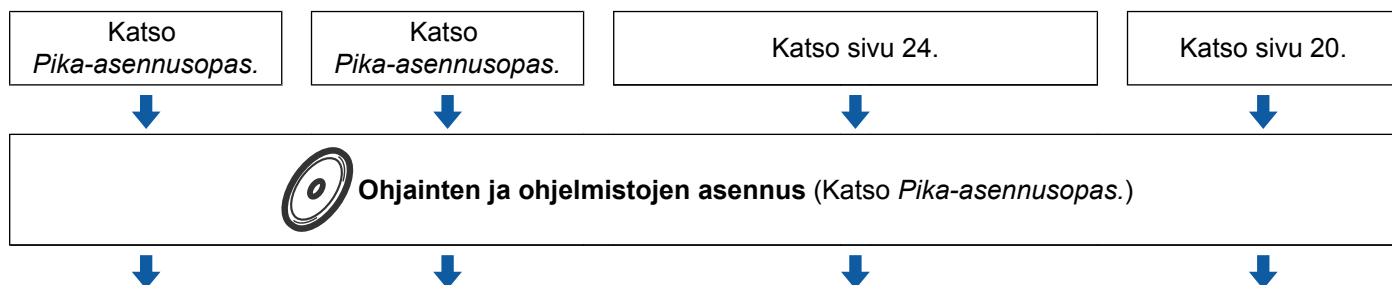 Katso
Pika-asennusopas.
Katso
Pika-asennusopas.
Katso sivu 24.
Katso sivu 20.
Ohjainten ja ohjelmistojen asennus (Katso Pika-asennusopas.)